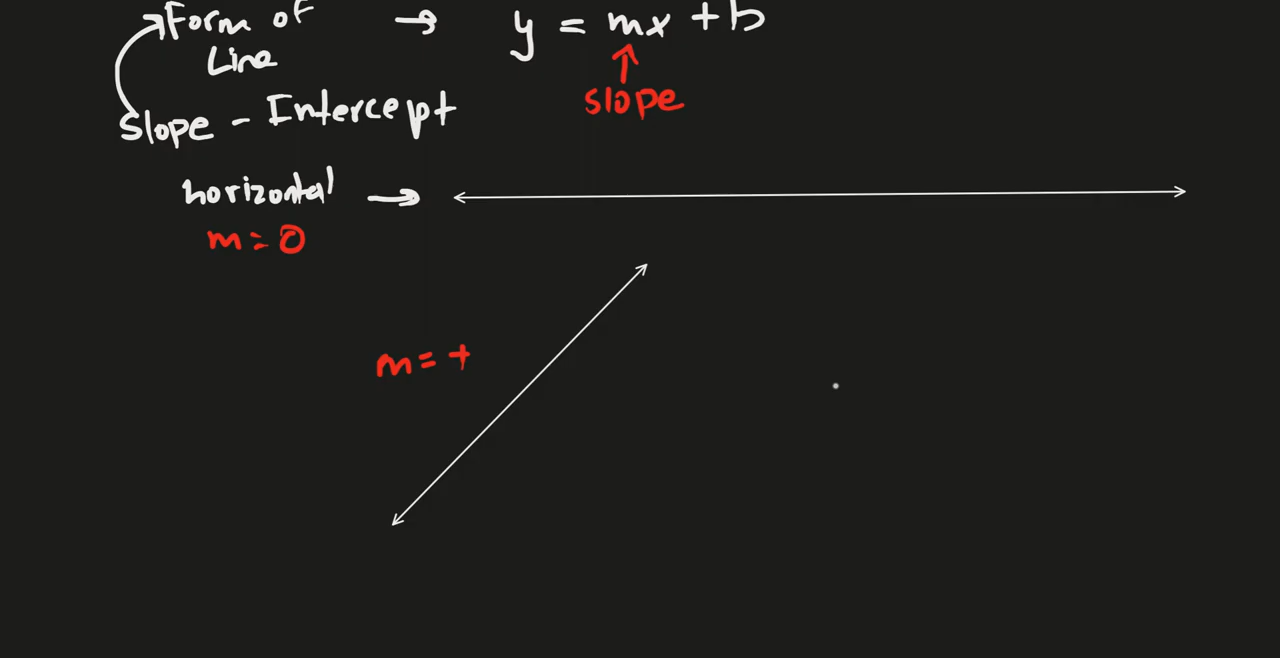 Form of → y = mx + b
Line
slope
Slope - Intercept
horizontal →
m = 0
m = +